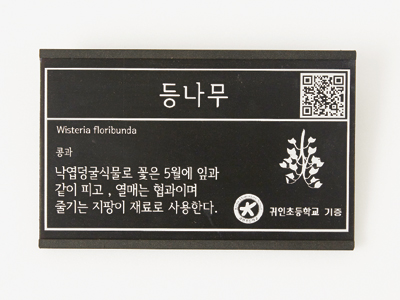 등나무
Wisteria floribunda
콩과
낙엽덩굴식물로 꽃은 5월에 잎과
같이 피고 , 열매는 협과이며
줄기는 지팡이 재료로 사용한다.
귀인초등학교 기증